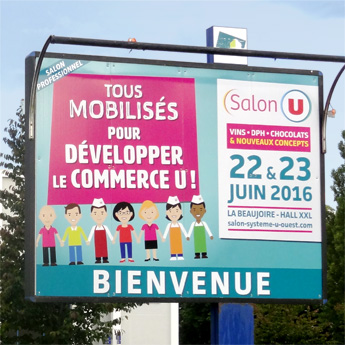 SALON PROFESSIONNEL
TOUS
MOBILISÉS
POUR
DÉVELOPPER
LE COMMERCE U !
Salon U
VINS • DPH • CHOCOLATS
& NOUVEAUX CONCEPTS
22 & 23
JUIN 2016
LA BEAUJOIRE - HALL XXL
salon-systeme-u-ouest.com
BIENVENUE